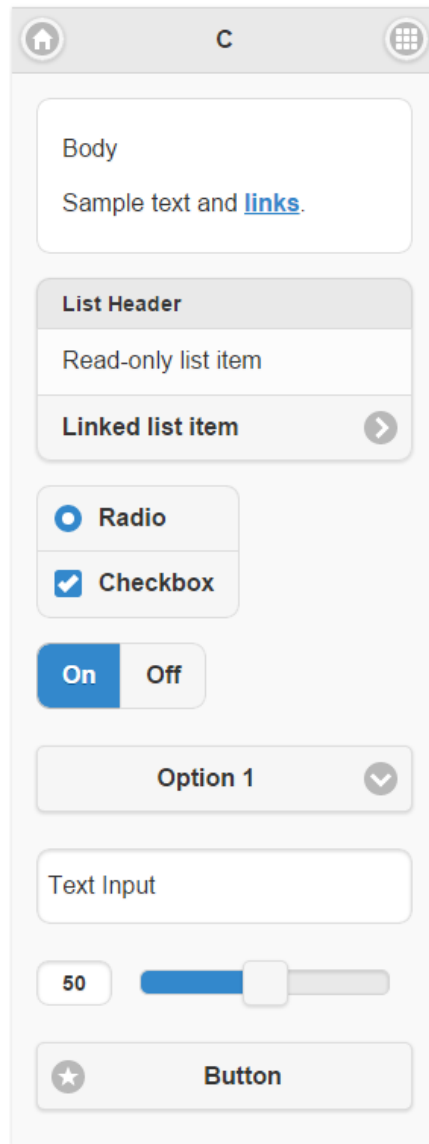 C
Body
Sample text and links.
List Header
Read-only list item
Linked list item
Radio
Checkbox
On Off
Option 1
Text Input
50
Button